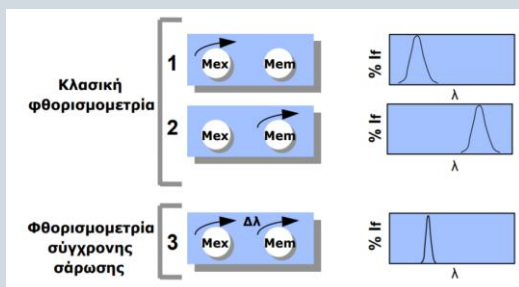 Κλασική
φθορισμομετρία
1
Mex
Mem
% If
λ
2
Mex
Mem
% If
λ
Φθορισμομετρία
σύγχρονης
σάρωσης
3
Δλ
Mex
Mem
% If
λ